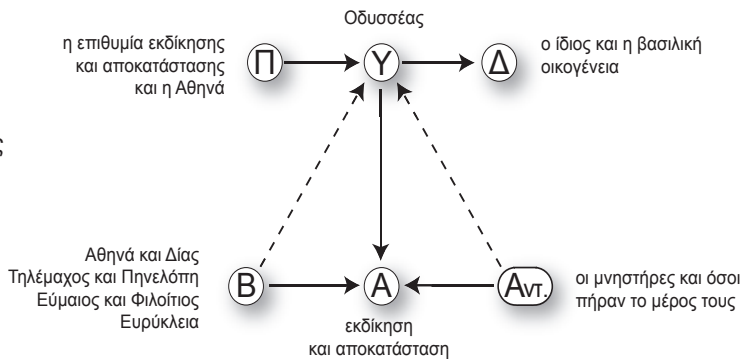 Οδυσσέας
η επιθυμία εκδίκησης
και αποκατάστασης
και η Αθηνά
Π
Υ
Δ
ο ίδιος και η βασιλική
οικογένεια
ς
Αθηνά και Δίας
Τηλέμαχος και Πηνελόπη
Εύμαιος και Φιλοίτιος
Ευρύκλεια
Β
Α
Αντ.
οι μνηστήρες και όσοι
πήραν το μέρος τους
εκδίκηση
και αποκατάσταση